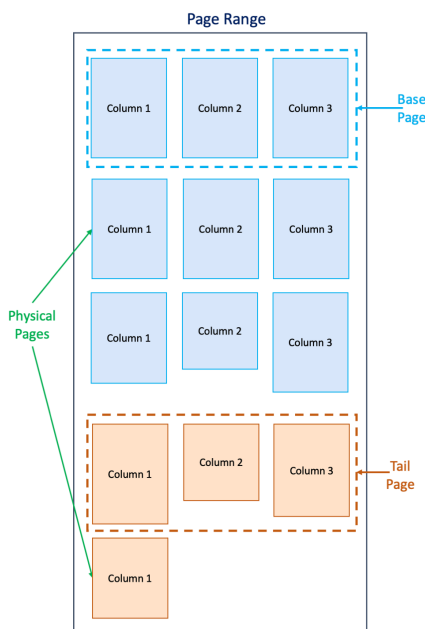 Page Range
Column 1
Column 2
Column 3
Base
Page
Column 1
Column 2
Column 3
Physical
Pages
Column 1
Column 2
Column 3
Column 1
Column 2
Column 3
Tail
Page
Column 1